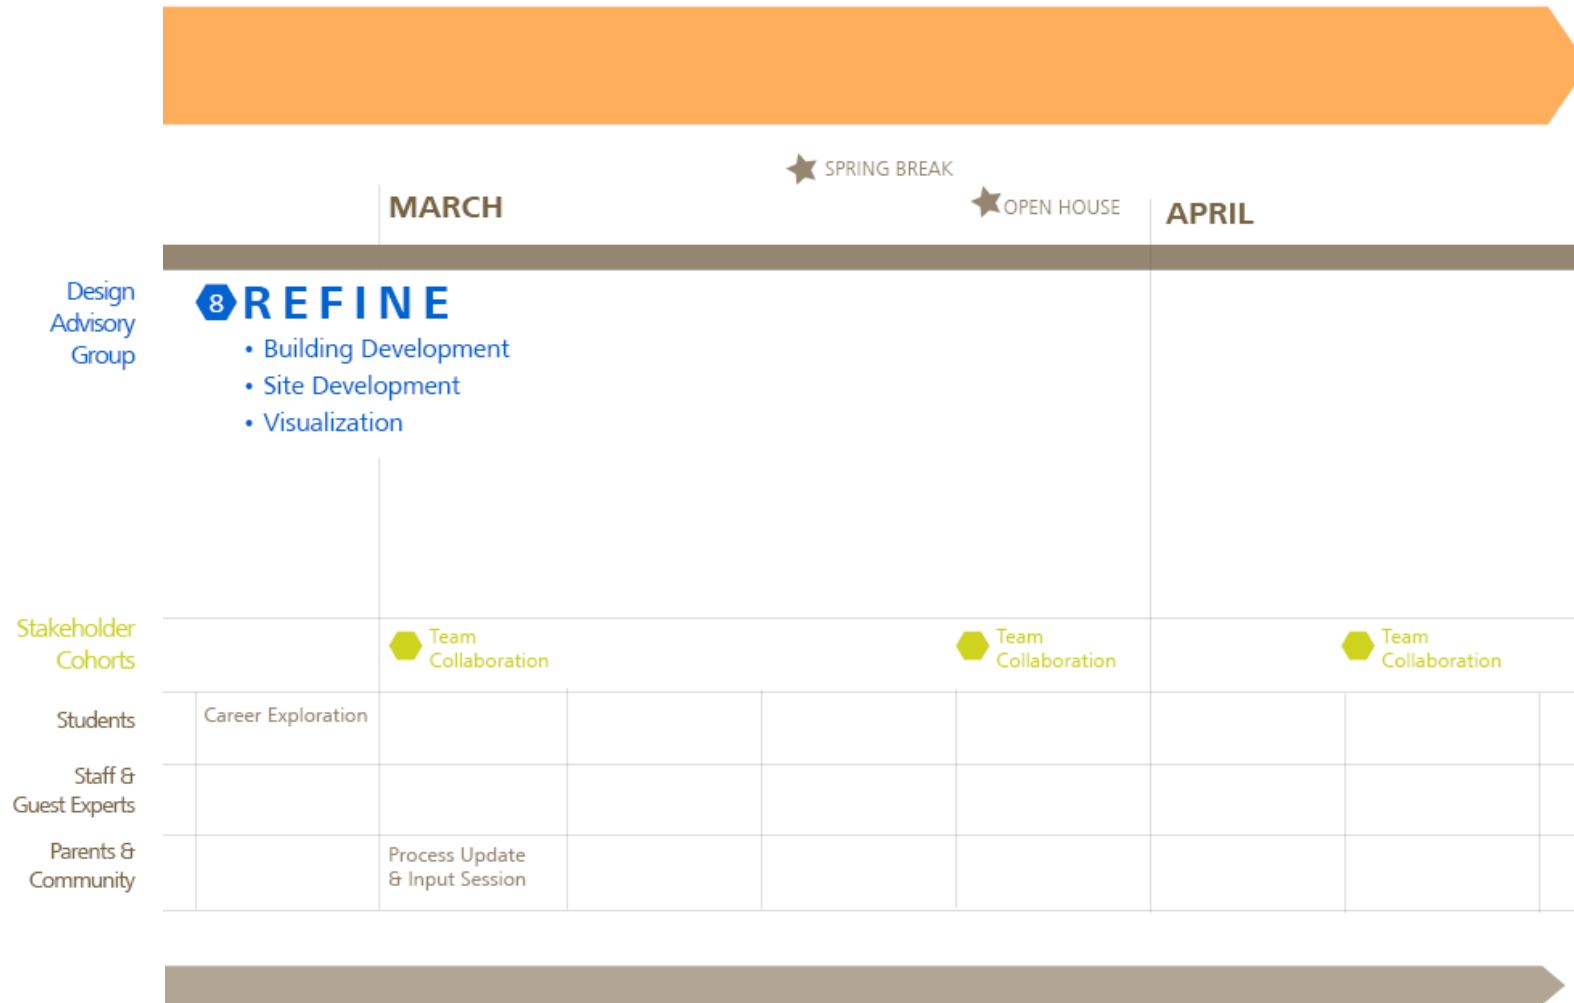 SPRING BREAK
MARCH
OPEN HOUSE
APRIL
Design
Advisory
Group
8 REFINE
• Building Development
• Site Development
• Visualization
Stakeholder
Cohorts
Team
Collaboration
Team
Collaboration
Team
Collaboration
Students
Career Exploration
Staff &
Guest Experts
Parents &
Community
Process Update
& Input Session